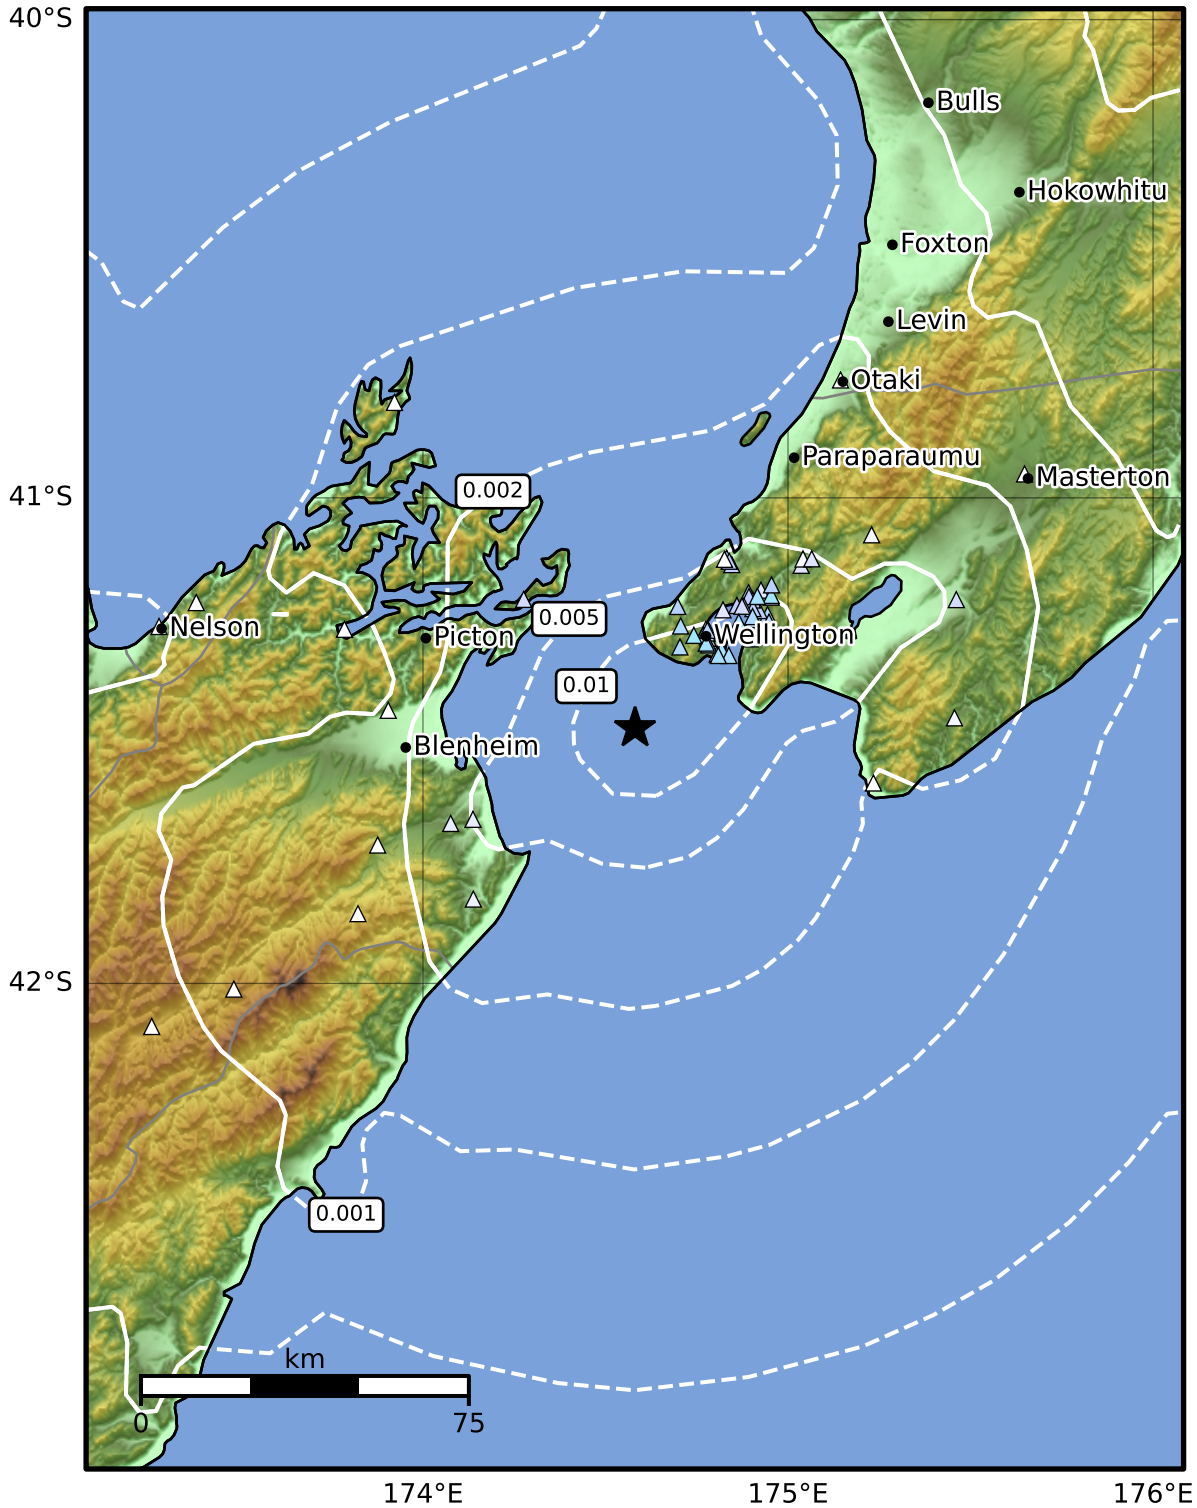 40°S
Bulls
Hokowhitu
Foxton
Levin
Otaki
Paraparaumu
Masterton
41°S
0.002
0.005
Nelson
Picton
Wellington
0.01
Blenheim
42°S
0.001
km
0
75
174°E
175°E
176°E